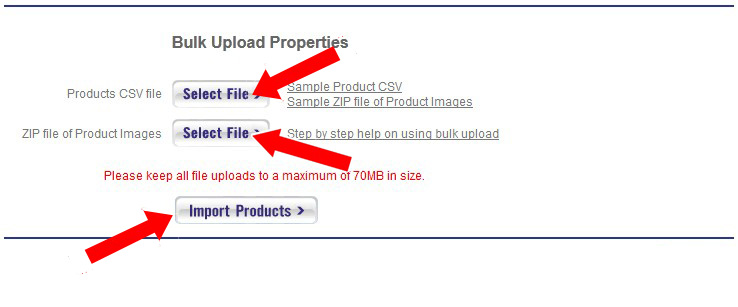 Bulk Upload Properties
Products CSV file Select File > Sample Product CSV
Sample ZIP file of Product Images
ZIP file of Product Images Select File > Step by step help on using bulk upload
Please keep all file uploads to a maximum of 70MB in size.
Import Products >